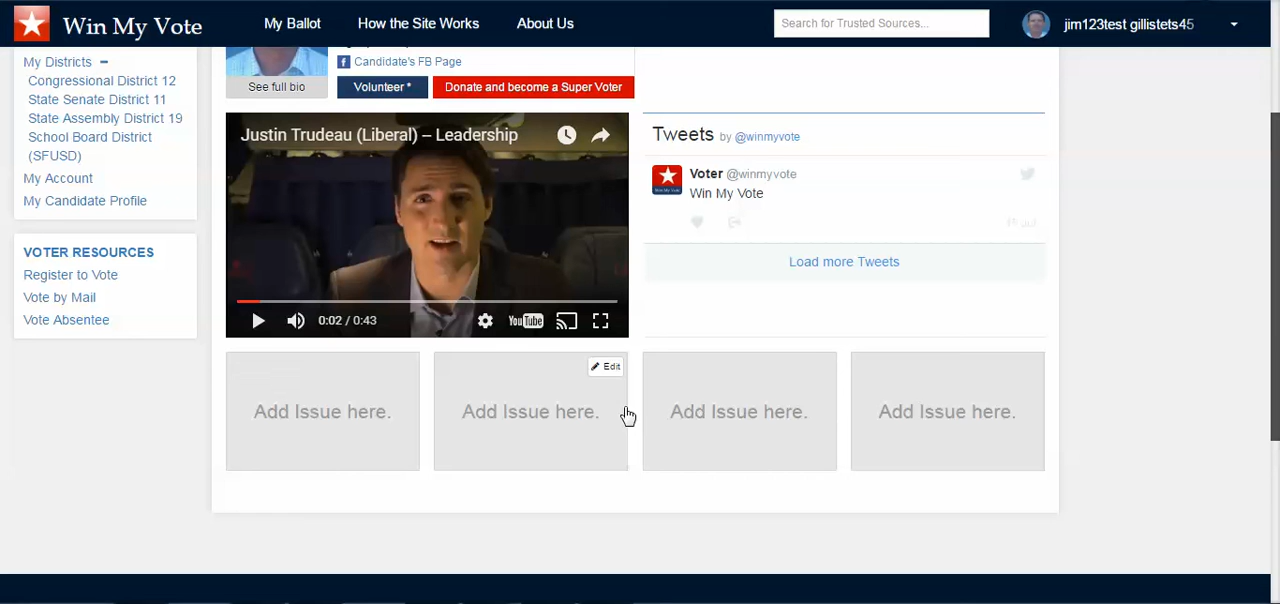 Win My Vote
My Ballot
How the Site Works
About Us
Search for Trusted Sources...
jim123test gillistets45
My Districts
Congressional District 12
State Senate District 11
State Assembly District 19
School Board District
(SFUSD)
My Account
My Candidate Profile
VOTER RESOURCES
Register to Vote
Vote by Mail
Vote Absentee
Candidate's FB Page
See full bio
Volunteer *
Donate and become a Super Voter
Justin Trudeau (Liberal) – Leadership
0:02 / 0:43
YouTube
Tweets by @winmyvote
Voter @winmyvote
Win My Vote
Load more Tweets
Edit
Add Issue here.
Add Issue here.
Add Issue here.
Add Issue here.